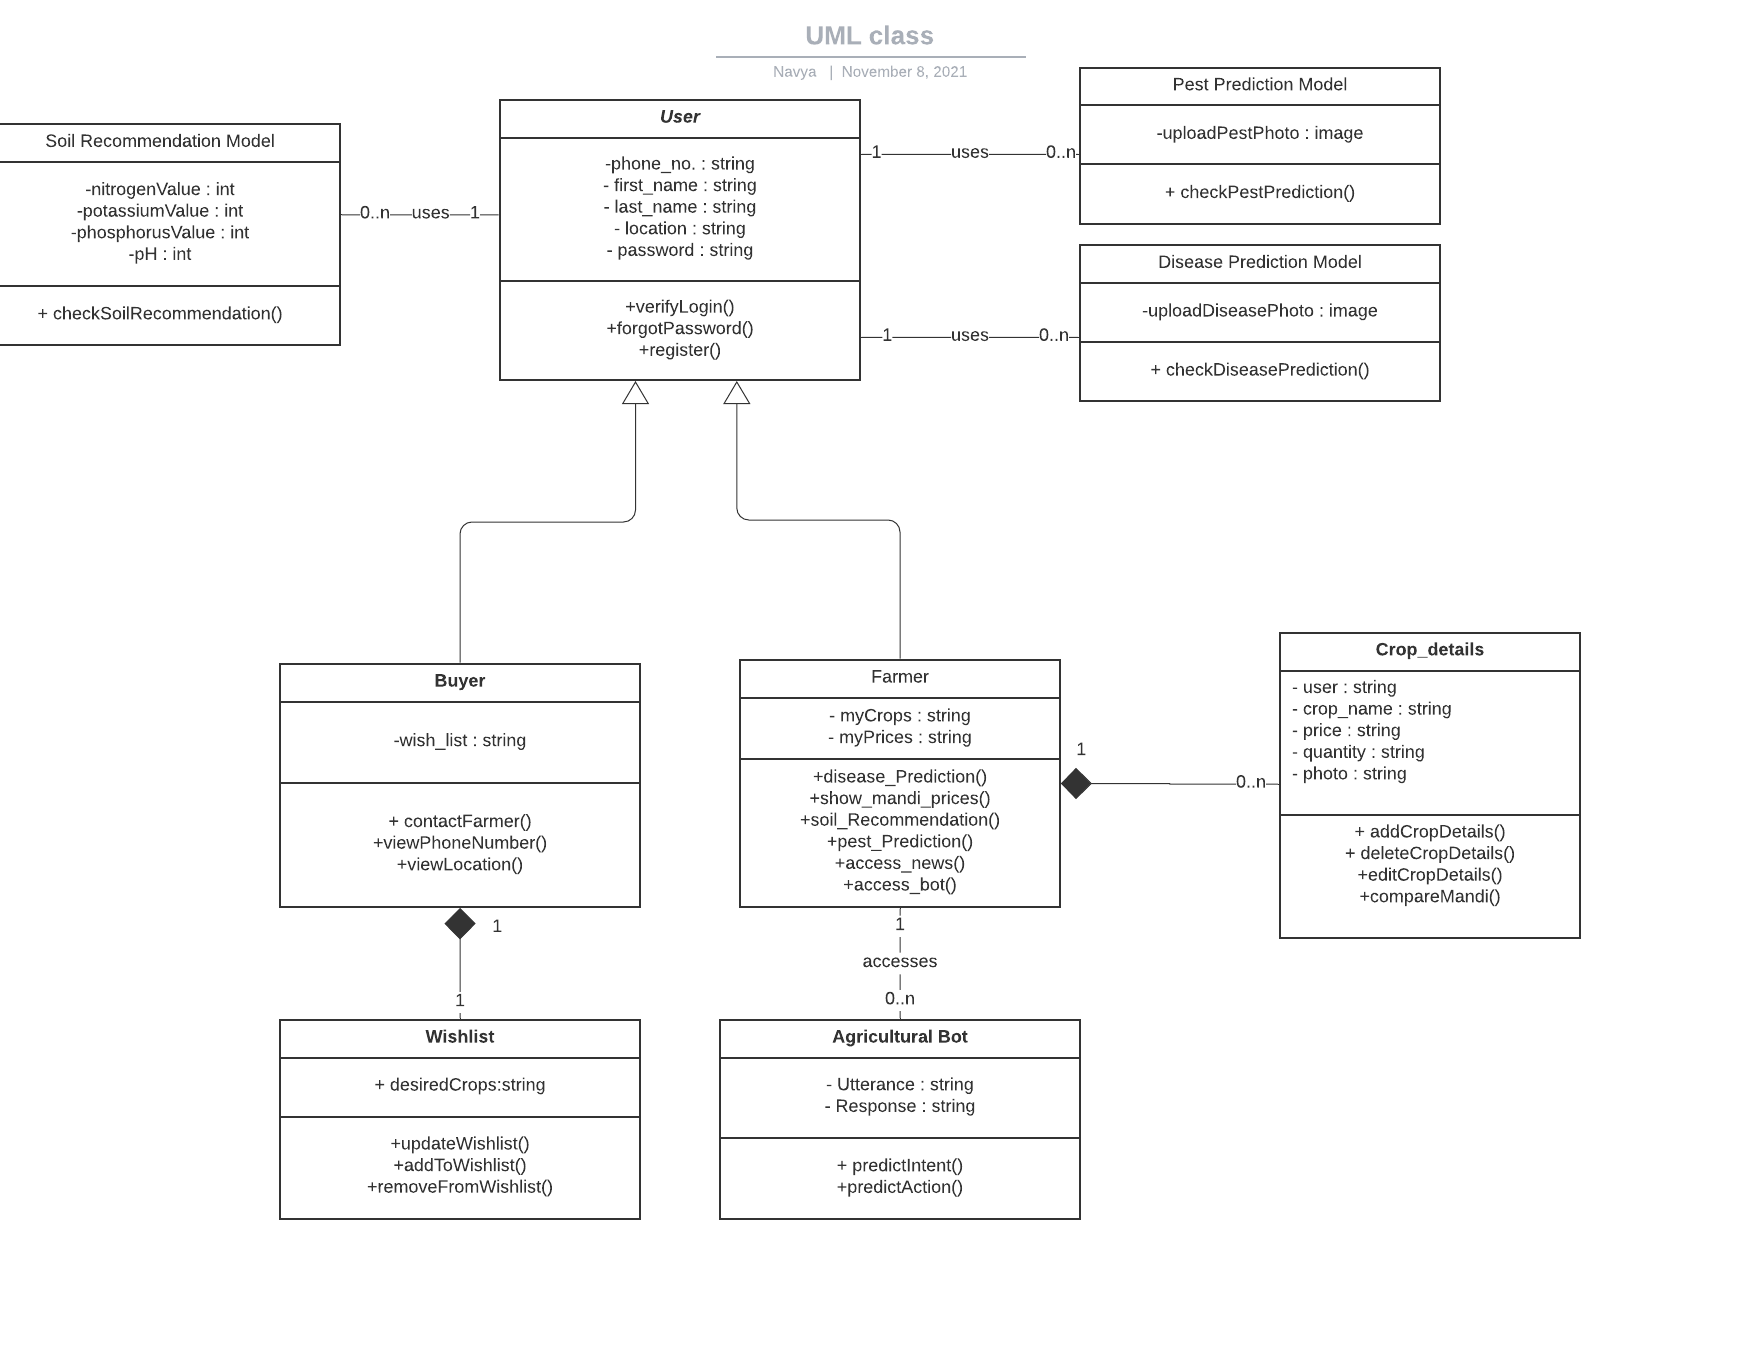 UML class
Navya | November 8, 2021
Soil Recommendation Model
-nitrogenValue : int
-potassiumValue : int
-phosphorusValue : int
-pH : int
+ checkSoilRecommendation()
0..n
uses
1
User
-phone_no. : string
- first_name : string
- last_name : string
- location : string
- password : string
+verifyLogin()
+forgotPassword()
+register()
1
uses
0..n
Pest Prediction Model
-uploadPestPhoto : image
+ checkPestPrediction()
1
uses
0..n
Disease Prediction Model
-uploadDiseasePhoto : image
+ checkDiseasePrediction()
Buyer
-wish_list : string
+ contactFarmer()
+viewPhoneNumber()
+viewLocation()
1
1
Wishlist
+ desiredCrops:string
+updateWishlist()
+addToWishlist()
+removeFromWishlist()
Farmer
- myCrops : string
- myPrices : string
+disease_Prediction()
+show_mandi_prices()
+soil_Recommendation()
+pest_Prediction()
+access_news()
+access_bot()
1
0..n
Crop_details
- user : string
- crop_name : string
- price : string
- quantity : string
- photo : string
+ addCropDetails()
+ deleteCropDetails()
+editCropDetails()
+compareMandi()
1
accesses
0..n
Agricultural Bot
- Utterance : string
- Response : string
+ predictIntent()
+predictAction()